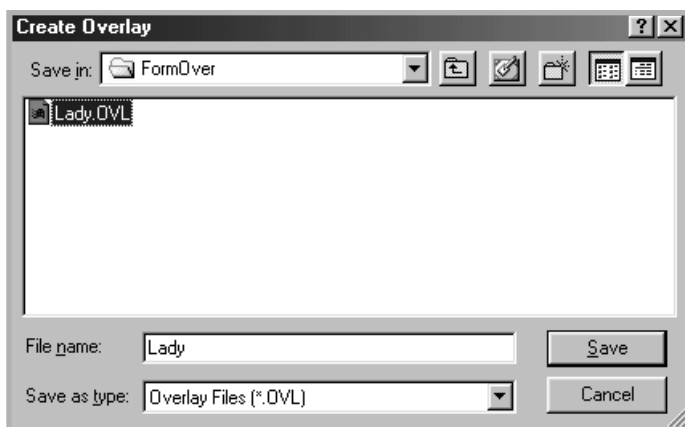 Create Overlay
Save in: FormOver
Lady.OVL
File name: Lady Save
Save as type: Overlay Files (*.OVL) Cancel